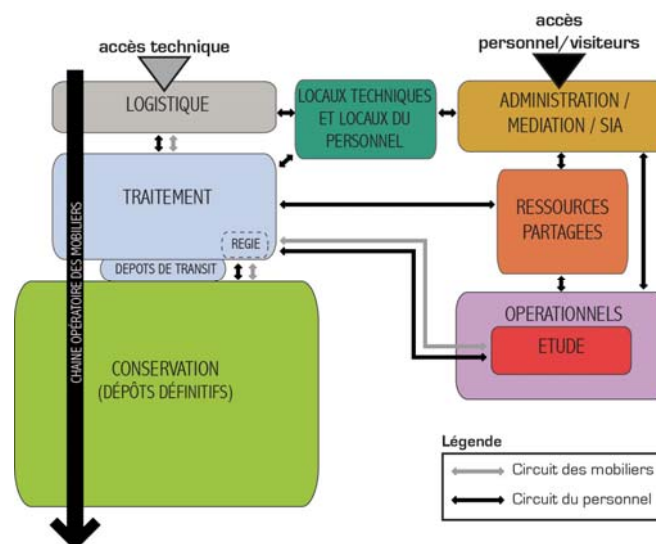 accès technique
accès
personnel/visiteurs
LOGISTIQUE
LOCAUX TECHNIQUES
ET LOCAUX DU
PERSONNEL
ADMINISTRATION /
MEDIATION / SIA
TRAITEMENT
REGIE
RESSOURCES
PARTAGEES
DEPOTS DE TRANSIT
OPERATIONNELS
ETUDE
CONSERVATION
(DÉPÔTS DÉFINITIFS)
CHAINE OPÉRATOIRE DES MOBILIERS
Légende
Circuit des mobiliers
Circuit du personnel